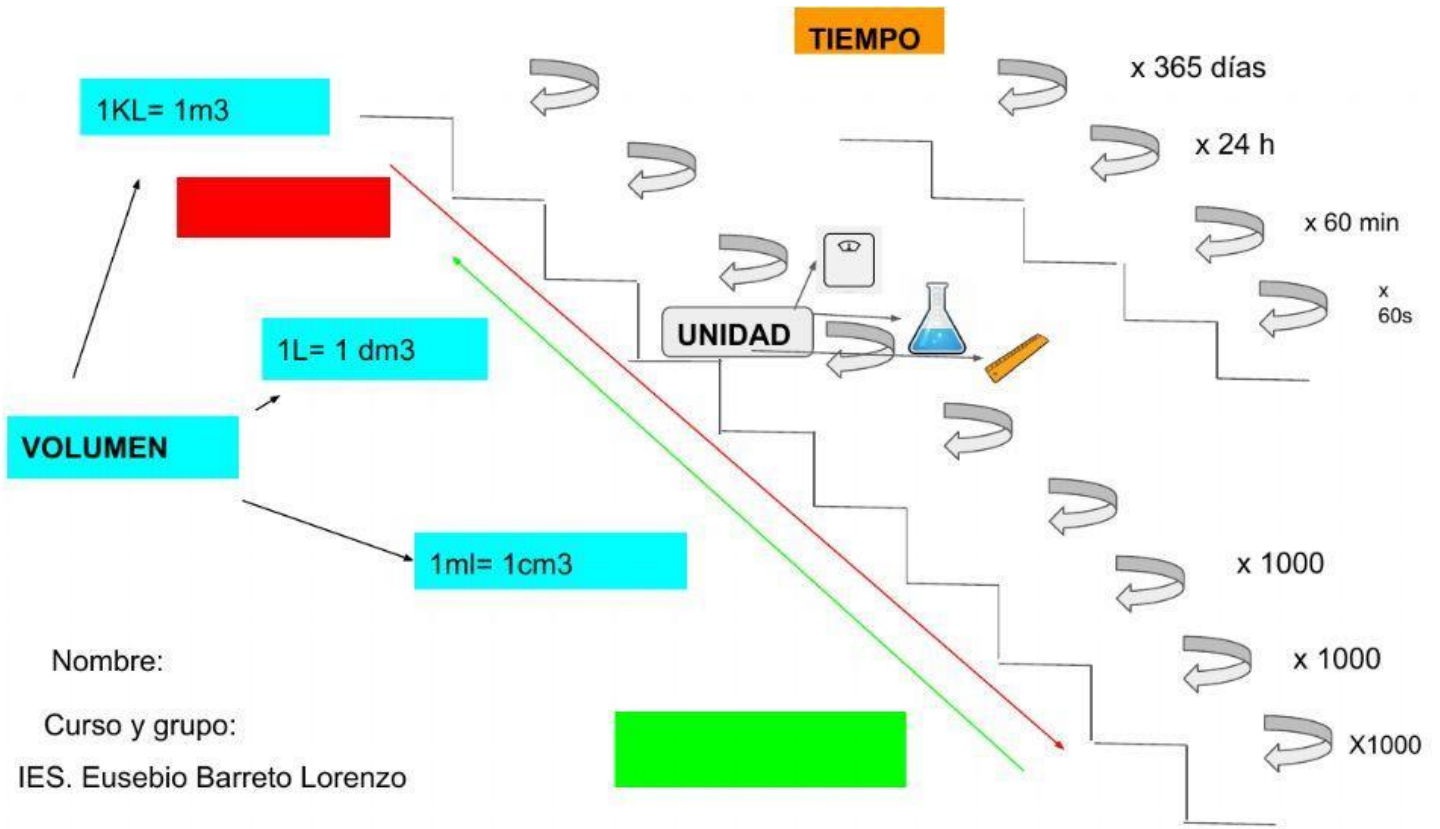 TIEMPO
x 365 días
1KL= 1m3
x 24 h
x 60 min
x
60s
UNIDAD
1L= 1 dm3
VOLUMEN
1ml= 1cm3
x 1000
Nombre:
x 1000
Curso y grupo:
X1000
IES. Eusebio Barreto Lorenzo